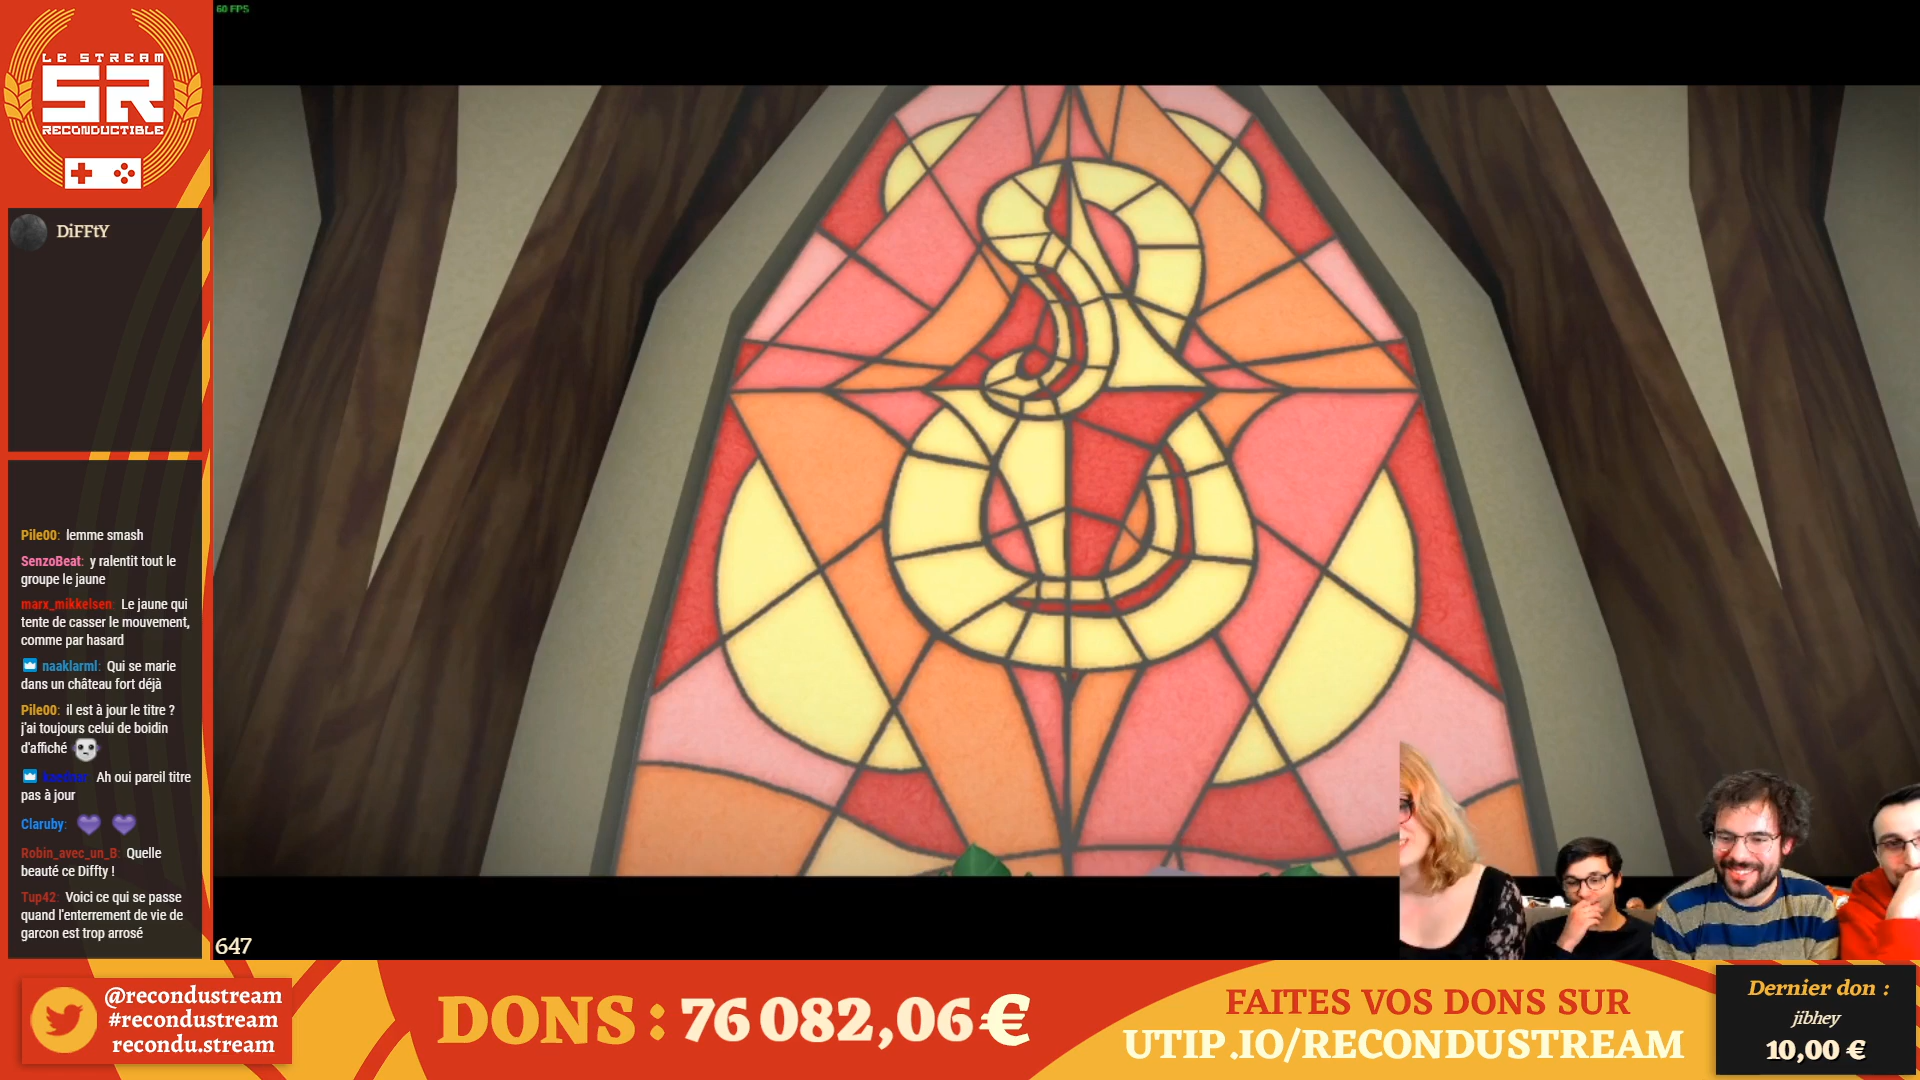 60 FPS
LE STREAM
SR
RECONDUCTIBLE
DiFFtY
Pile00: lemme smash
SenzoBeat: y ralentit tout le
groupe le jaune
marx_mikkelsen: Le jaune qui
tente de casser le mouvement,
comme par hasard
naaklarml: Qui se marie
dans un château fort déjà
Pile00: il est à jour le titre ?
j'ai toujours celui de boidin
d'affiché
Ah oui pareil titre
pas à jour
Claruby:
Robin_avec_un_B: Quelle
beauté ce Diffty !
Tup42: Voici ce qui se passe
quand l'enterrement de vie de
garcon est trop arrosé
647
@recondustream
#recondustream
recondu.stream
DONS : 76 082,06 €
FAITES VOS DONS SUR
UTIP.IO/RECONDUSTREAM
Dernier don :
jibhey
10,00 €